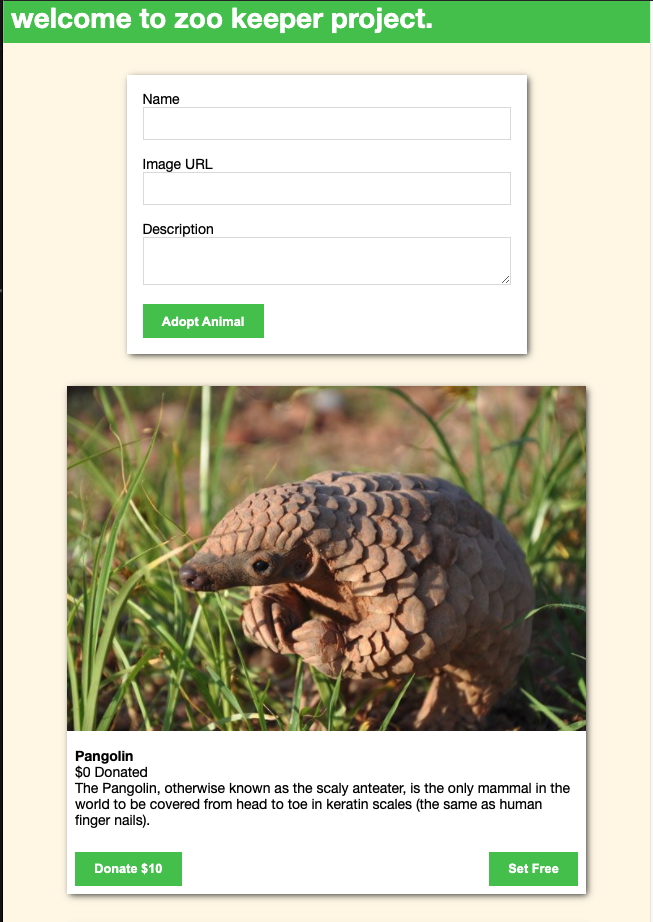 welcome to zoo keeper project.
Name
Image URL
Description
Adopt Animal
Pangolin
$0 Donated
The Pangolin, otherwise known as the scaly anteater, is the only mammal in the
world to be covered from head to toe in keratin scales (the same as human
finger nails).
Donate $10
Set Free